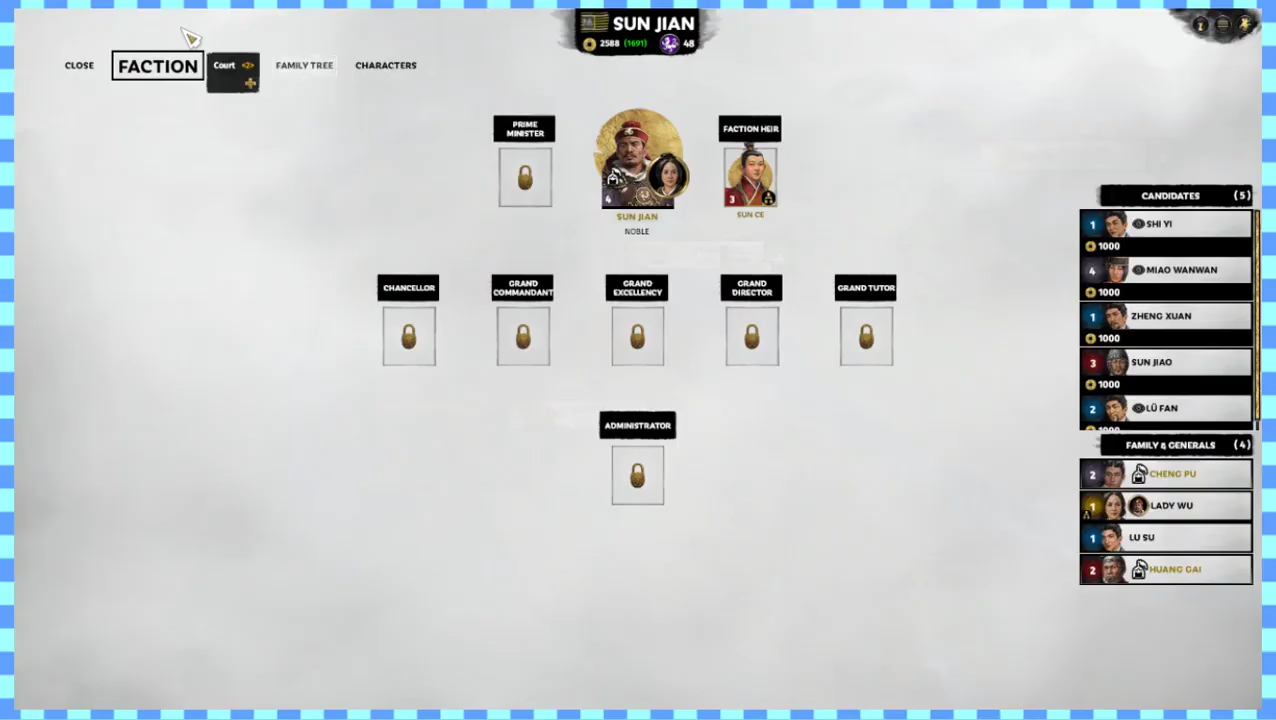 SUN JIAN
2588 (1691) 48
CLOSE
FACTION
Court <2>
FAMILY TREE
CHARACTERS
PRIME
MINISTER
4
SUN JIAN
NOBLE
FACTION HEIR
3
SUN CE
CHANCELLOR
GRAND
COMMANDANT
GRAND
EXCELLENCY
GRAND
DIRECTOR
GRAND TUTOR
ADMINISTRATOR
CANDIDATES (5)
1 SHI YI
1000
4 MIAO WANWAN
1000
1 ZHENG XUAN
1000
3 SUN JIAO
1000
2 LÜ FAN
1000
FAMILY & GENERALS (4)
2 CHENG PU
1 LADY WU
1 LU SU
2 HUANG GAI